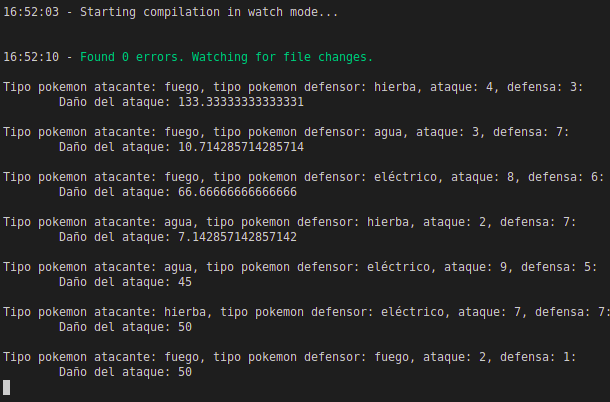 16:52:03 - Starting compilation in watch mode...
16:52:10 - Found 0 errors. Watching for file changes.
Tipo pokemon atacante: fuego, tipo pokemon defensor: hierba, ataque: 4, defensa: 3:
Daño del ataque: 133.33333333333331
Tipo pokemon atacante: fuego, tipo pokemon defensor: agua, ataque: 3, defensa: 7:
Daño del ataque: 10.714285714285714
Tipo pokemon atacante: fuego, tipo pokemon defensor: eléctrico, ataque: 8, defensa: 6:
Daño del ataque: 66.66666666666666
Tipo pokemon atacante: agua, tipo pokemon defensor: hierba, ataque: 2, defensa: 7:
Daño del ataque: 7.142857142857142
Tipo pokemon atacante: agua, tipo pokemon defensor: eléctrico, ataque: 9, defensa: 5:
Daño del ataque: 45
Tipo pokemon atacante: hierba, tipo pokemon defensor: eléctrico, ataque: 7, defensa: 7:
Daño del ataque: 50
Tipo pokemon atacante: fuego, tipo pokemon defensor: fuego, ataque: 2, defensa: 1:
Daño del ataque: 50